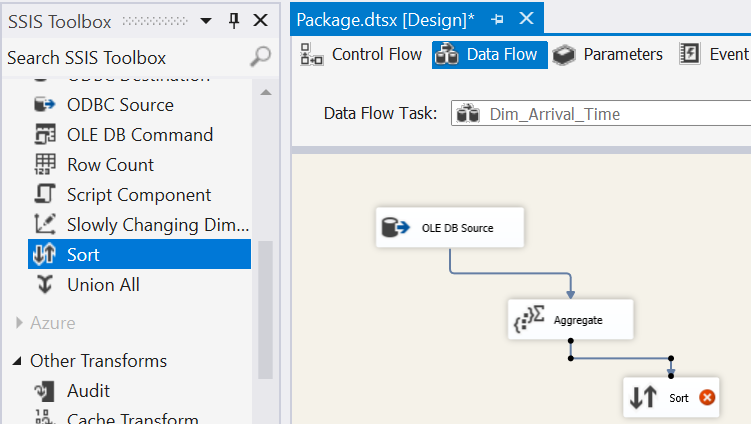 SSIS Toolbox
Search SSIS Toolbox
ODBC Destination
ODBC Source
OLE DB Command
Row Count
Script Component
Slowly Changing Dim...
Sort
Union All
Azure
Other Transforms
Audit
Cache Transform
Package.dtsx [Design]*
Control Flow
Data Flow
Parameters
Event
Data Flow Task:
Dim_Arrival_Time
OLE DB Source
Aggregate
Sort